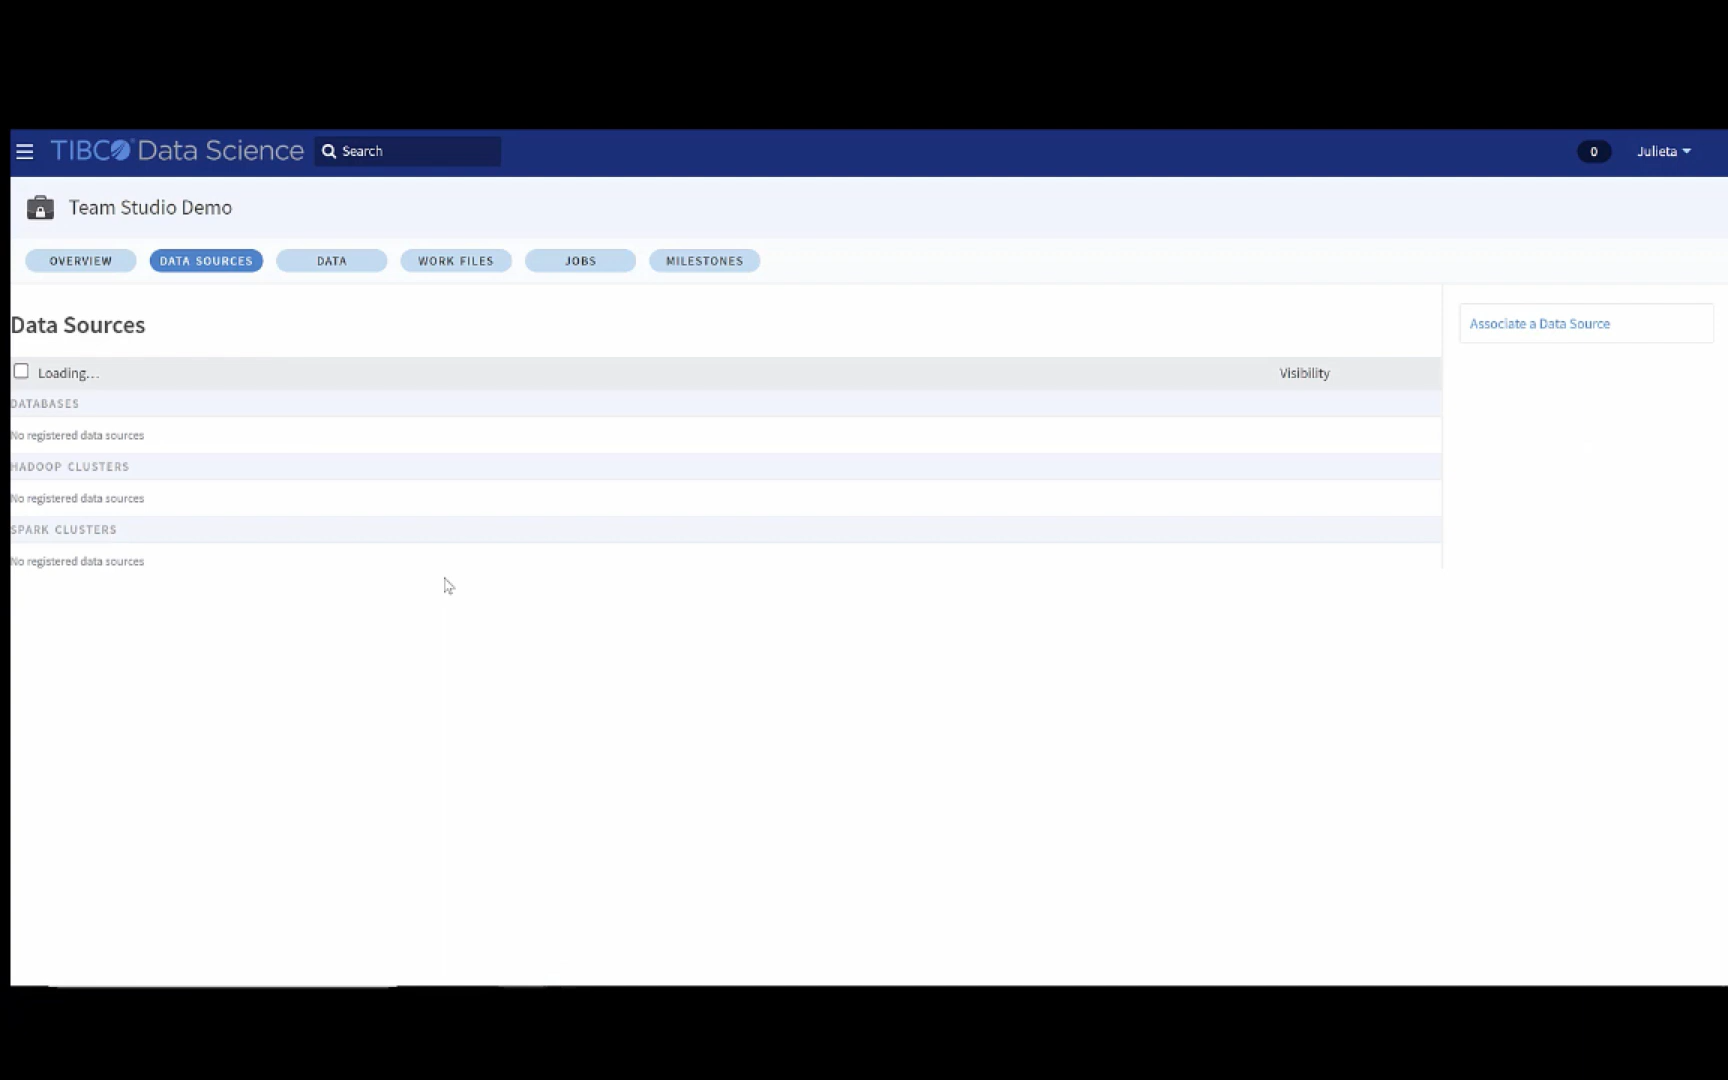 TIBCO Data Science
Search
0
Julieta
Team Studio Demo
OVERVIEW
DATA SOURCES
DATA
WORK FILES
JOBS
MILESTONES
Data Sources
Associate a Data Source
Loading...
Visibility
DATABASES
No registered data sources
HADOOP CLUSTERS
No registered data sources
SPARK CLUSTERS
No registered data sources